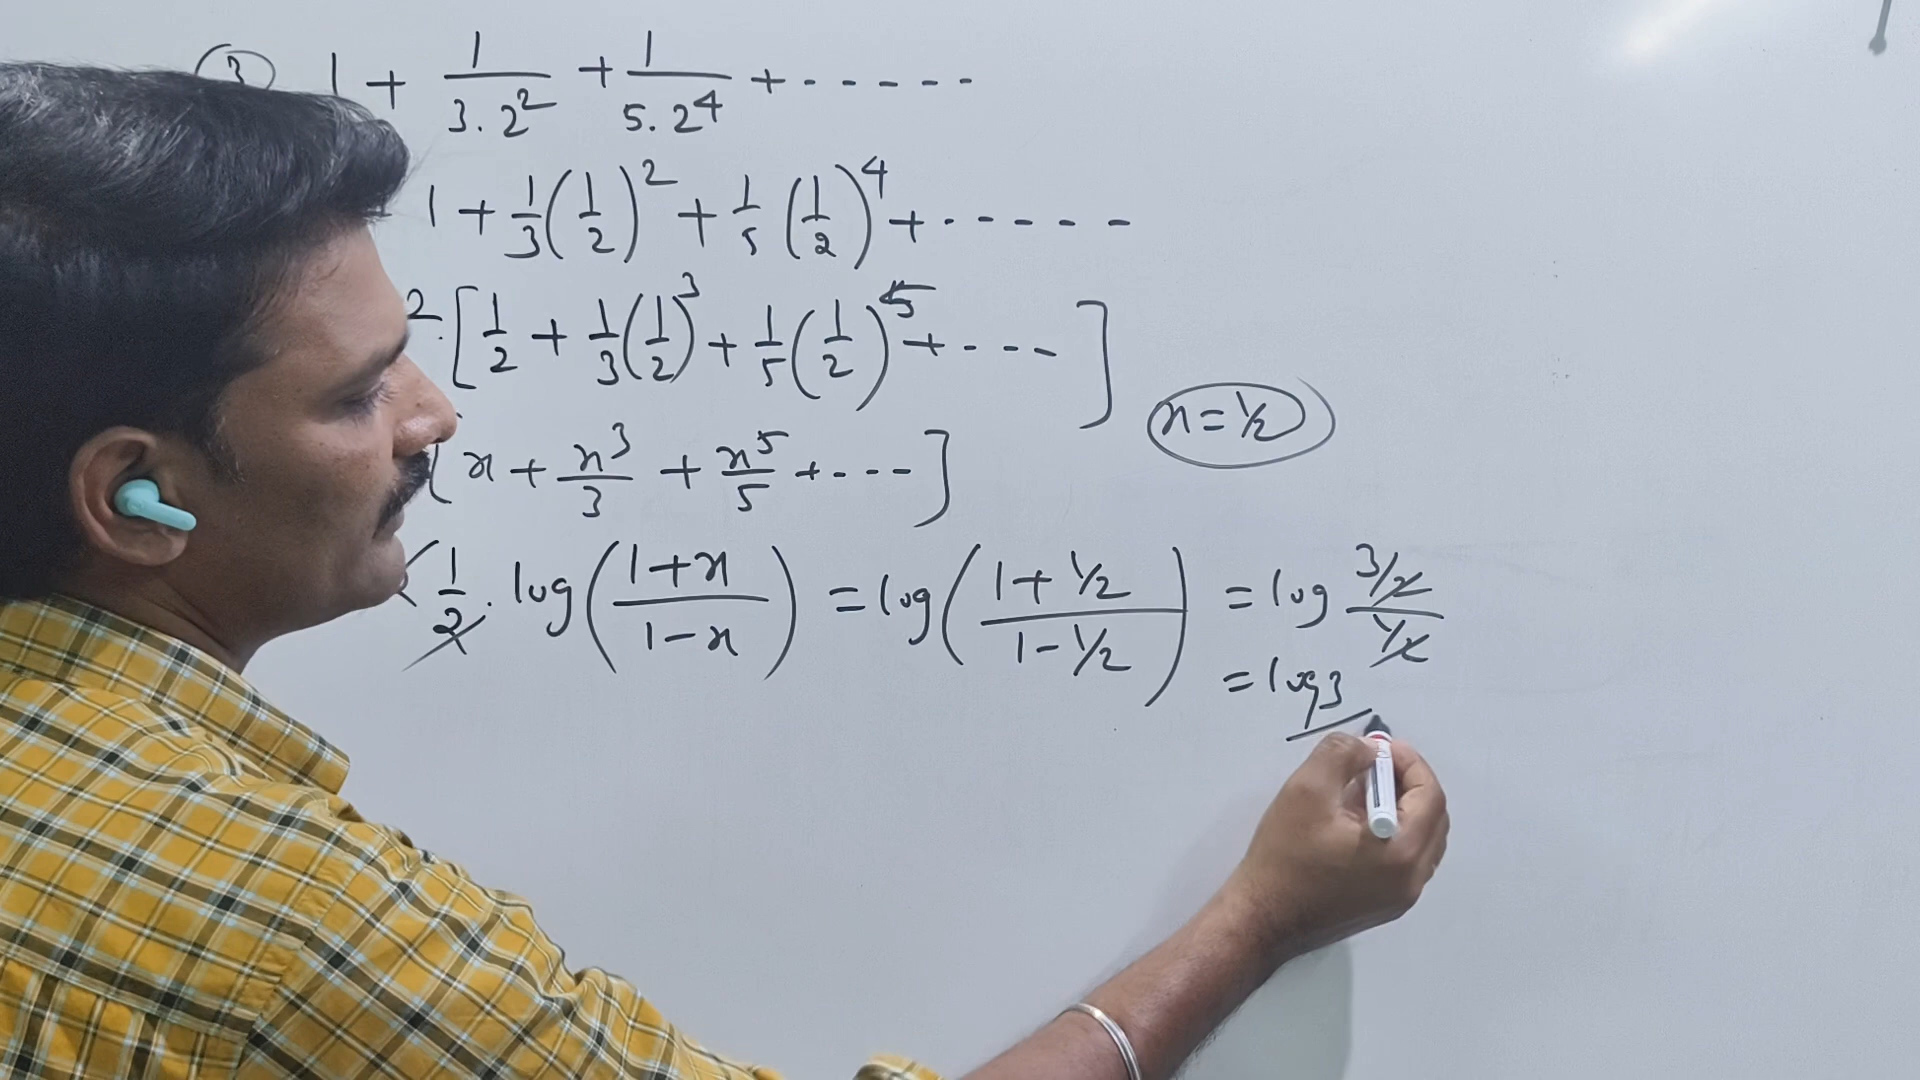 3 1 + 1/3.2² + 1/5.2⁴ + ------
1 + 1/3 (1/2)² + 1/5 (1/2)⁴ + ------
2 [1/2 + 1/3 (1/2)³ + 1/5 (1/2)⁵ + ----]
x = 1/2
[x + x³/3 + x⁵/5 + ----]
1/2 . log((1+x)/(1-x)) = log((1+1/2)/(1-1/2)) = log (3/2)/(1/2)
= log3